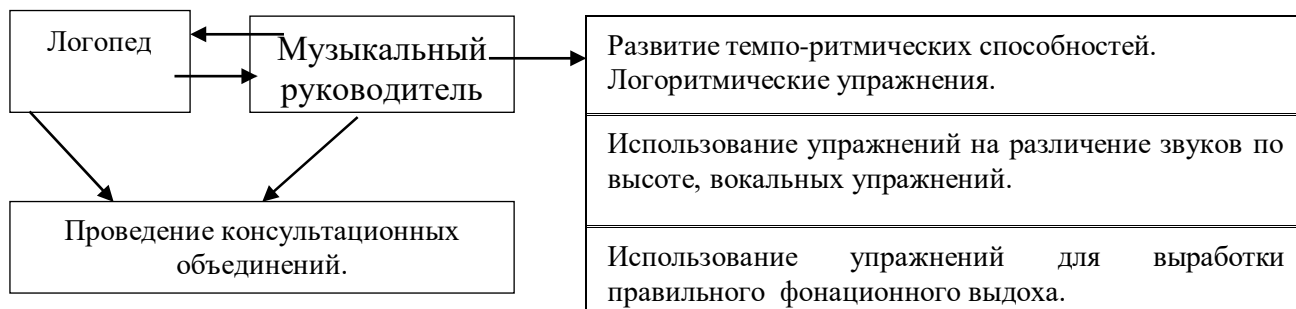 Логопед
Музыкальный
руководитель
Развитие темпо-ритмических способностей.
Логоритмические упражнения.
Использование упражнений на различение звуков по
высоте, вокальных упражнений.
Проведение консультационных
объединений.
Использование упражнений для выработки
правильного фонационного выдоха.